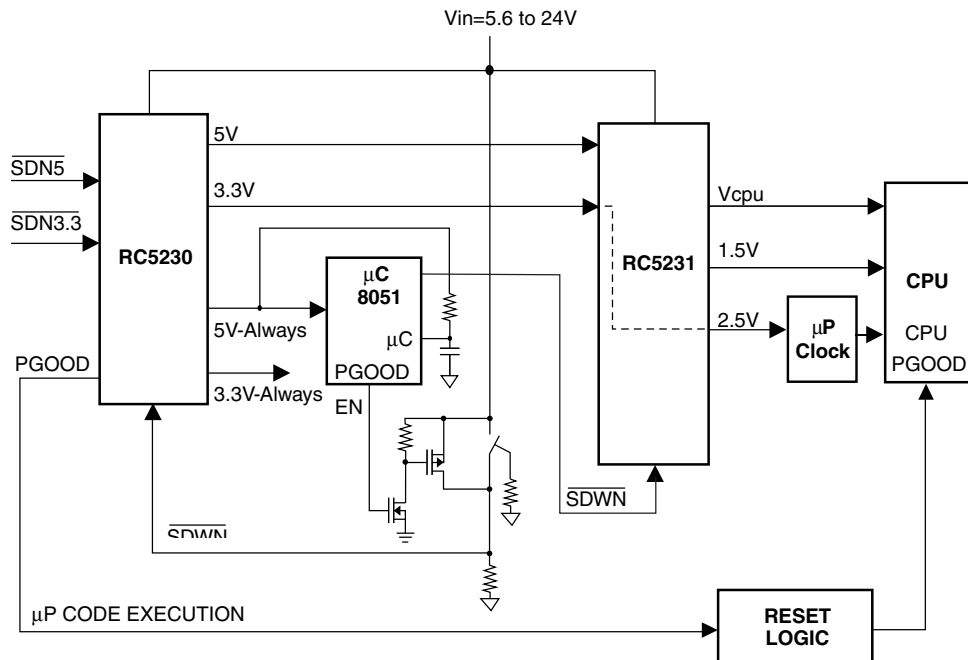 Vin=5.6 to 24V
5V
SDN5
3.3V
Vcpu
SDN3.3
RC5230
RC5231
μC
8051
1.5V
CPU
5V-Always
μC
2.5V
μP
Clock
CPU
PGOOD
PGOOD
PGOOD
3.3V-Always
EN
SDWN
SDWN
μP CODE EXECUTION
RESET
LOGIC